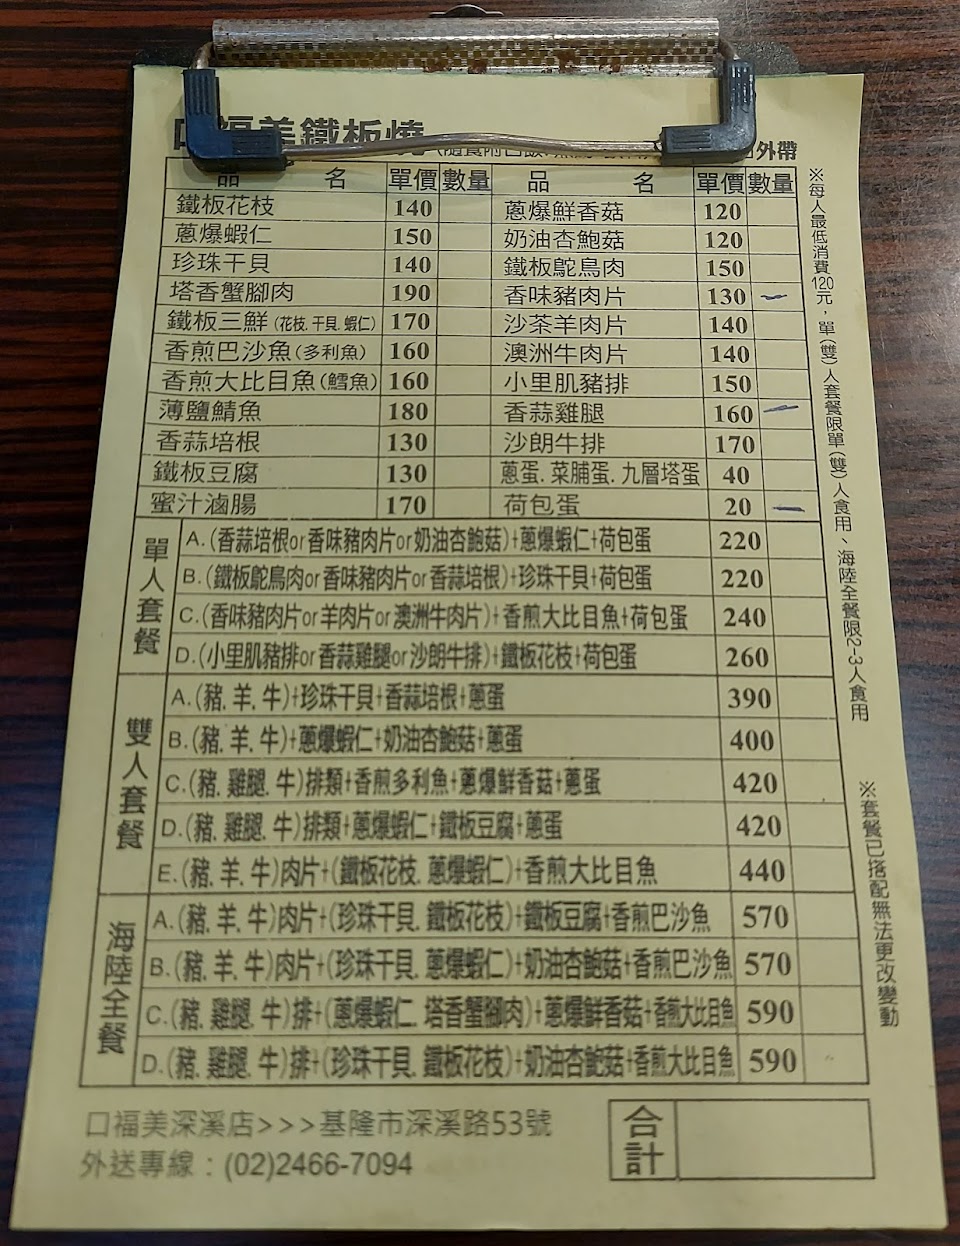 口福美鐵板燒
外帶
品 名 單價 數量 品 名 單價 數量
鐵板花枝 140 蔥爆鮮香菇 120
蔥爆蝦仁 150 奶油杏鮑菇 120
珍珠干貝 140 鐵板鴕鳥肉 150
塔香蟹腳肉 190 香味豬肉片 130
鐵板三鮮(花枝.干貝.蝦仁) 170 沙茶羊肉片 140
香煎巴沙魚(多利魚) 160 澳洲牛肉片 140
香煎大比目魚(鱈魚) 160 小里肌豬排 150
薄鹽鯖魚 180 香蒜雞腿 160
香蒜培根 130 沙朗牛排 170
鐵板豆腐 130 蔥蛋.菜脯蛋.九層塔蛋 40
蜜汁滷腸 170 荷包蛋 20
單人套餐
A.(香蒜培根or香味豬肉片or奶油杏鮑菇)+蔥爆蝦仁+荷包蛋 220
B.(鐵板鴕鳥肉or香味豬肉片or香蒜培根)+珍珠干貝+荷包蛋 220
C.(香味豬肉片or羊肉片or澳洲牛肉片)+香煎大比目魚+荷包蛋 240
D.(小里肌豬排or香蒜雞腿or沙朗牛排)+鐵板花枝+荷包蛋 260
雙人套餐
A.(豬.羊.牛)+珍珠干貝+香蒜培根+蔥蛋 390
B.(豬.羊.牛)+蔥爆蝦仁+奶油杏鮑菇+蔥蛋 400
C.(豬.雞腿.牛)排類+香煎多利魚+蔥爆鮮香菇+蔥蛋 420
D.(豬.雞腿.牛)排類+蔥爆蝦仁+鐵板豆腐+蔥蛋 420
E.(豬.羊.牛)肉片+(鐵板花枝.蔥爆蝦仁)+香煎大比目魚 440
海陸全餐
A.(豬.羊.牛)肉片+(珍珠干貝.鐵板花枝)+鐵板豆腐+香煎巴沙魚 570
B.(豬.羊.牛)肉片+(珍珠干貝.蔥爆蝦仁)+奶油杏鮑菇+香煎巴沙魚 570
C.(豬.雞腿.牛)排+(蔥爆蝦仁.塔香蟹腳肉)+蔥爆鮮香菇+香煎大比目魚 590
D.(豬.雞腿.牛)排+(珍珠干貝.鐵板花枝)+奶油杏鮑菇+香煎大比目魚 590
※每人最低消費120元，單(雙)人套餐限單(雙)人食用、海陸全餐限2-3人食用
※套餐已搭配無法更改變動
口福美深溪店>>>基隆市深溪路53號
外送專線：(02)2466-7094
合計